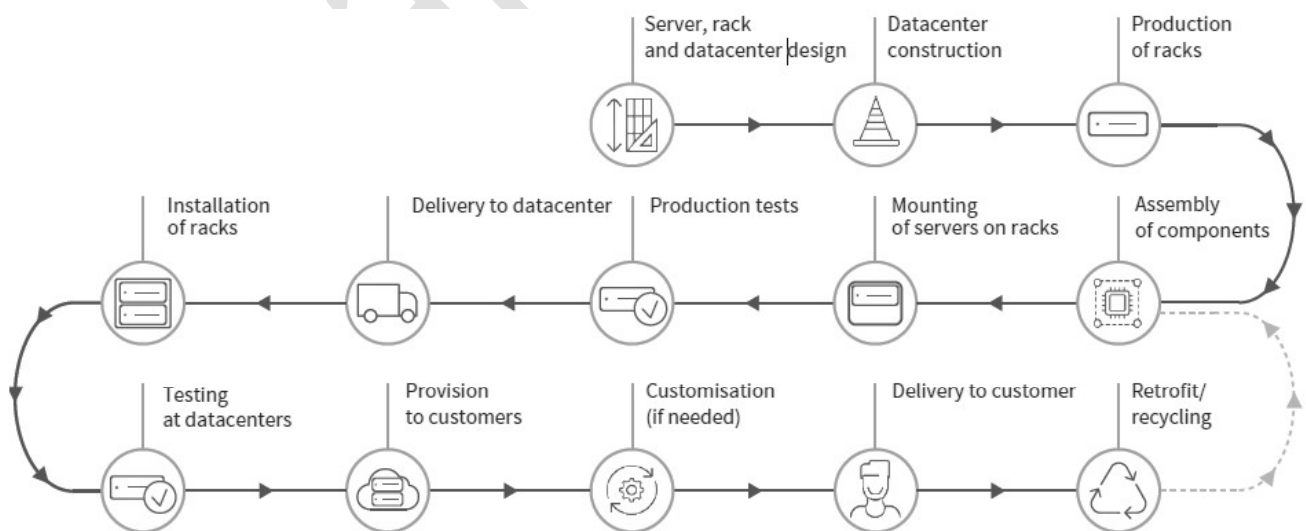 Server, rack
and datacenter design
Datacenter
construction
Production
of racks
Installation
of racks
Delivery to datacenter
Production tests
Mounting
of servers on racks
Assembly
of components
Testing
at datacenters
Provision
to customers
Customisation
(if needed)
Delivery to customer
Retrofit/
recycling